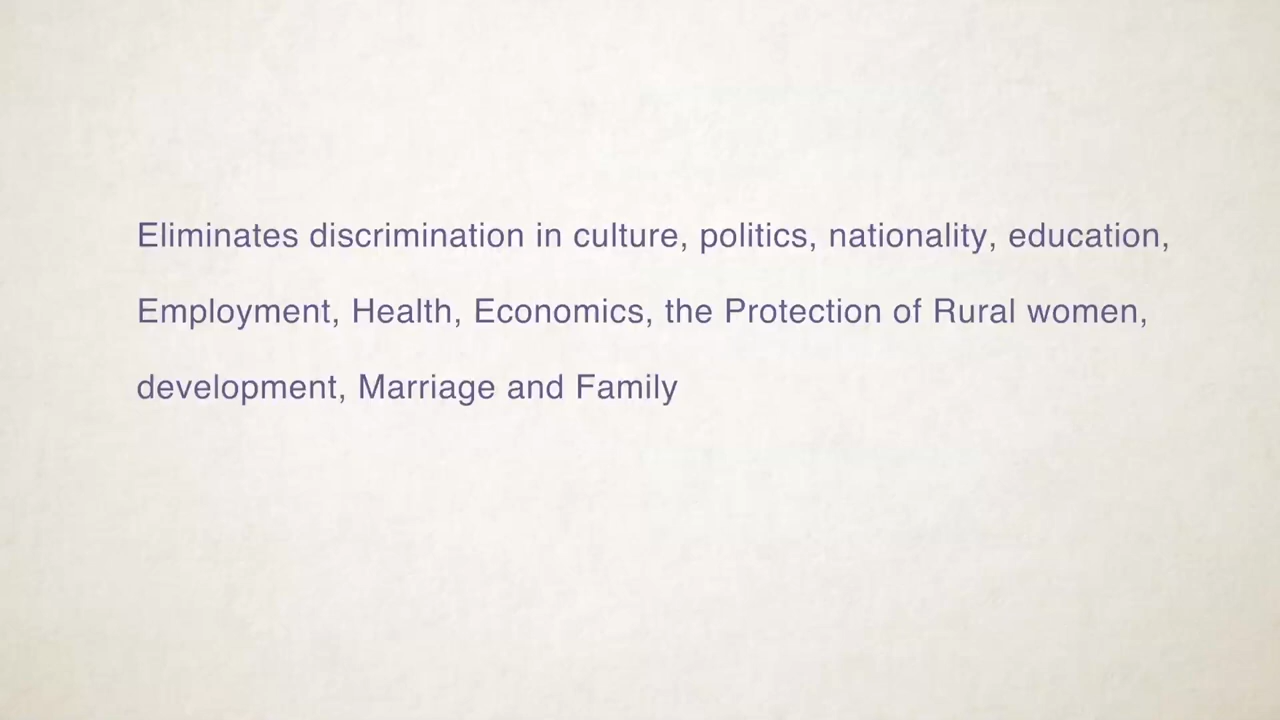 Eliminates discrimination in culture, politics, nationality, education,
Employment, Health, Economics, the Protection of Rural women,
development, Marriage and Family